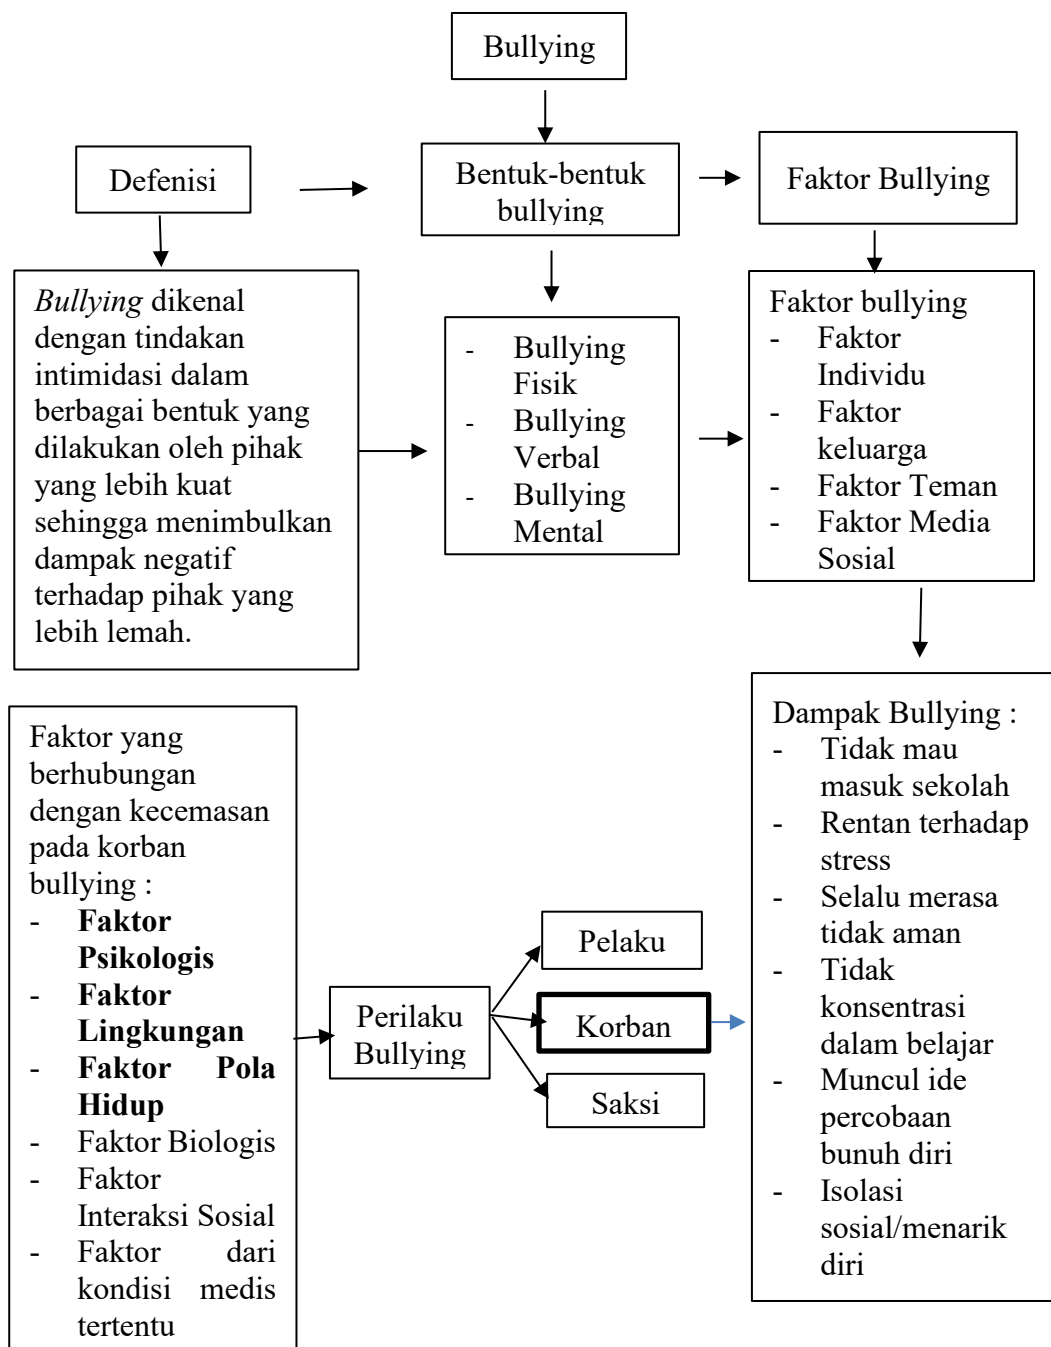 Bullying
Defenisi
Bentuk-bentuk
bullying
Faktor Bullying
Bullying dikenal
dengan tindakan
intimidasi dalam
berbagai bentuk yang
dilakukan oleh pihak
yang lebih kuat
sehingga menimbulkan
dampak negatif
terhadap pihak yang
lebih lemah.
- Bullying
Fisik
- Bullying
Verbal
- Bullying
Mental
Faktor bullying
- Faktor
Individu
- Faktor
keluarga
- Faktor Teman
- Faktor Media
Sosial
Faktor yang
berhubungan
dengan kecemasan
pada korban
bullying :
- Faktor
Psikologis
- Faktor
Lingkungan
- Faktor Pola
Hidup
- Faktor Biologis
- Faktor
Interaksi Sosial
- Faktor dari
kondisi medis
tertentu
Perilaku
Bullying
Pelaku
Korban
Saksi
Dampak Bullying :
- Tidak mau
masuk sekolah
- Rentan terhadap
stress
- Selalu merasa
tidak aman
- Tidak
konsentrasi
dalam belajar
- Muncul ide
percobaan
bunuh diri
- Isolasi
sosial/menarik
diri